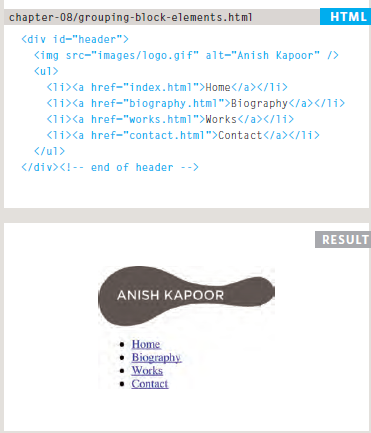 chapter-08/grouping-block-elements.html HTML
<div id="header">
<img src="images/logo.gif" alt="Anish Kapoor" />
<ul>
<li><a href="index.html">Home</a></li>
<li><a href="biography.html">Biography</a></li>
<li><a href="works.html">Works</a></li>
<li><a href="contact.html">Contact</a></li>
</ul>
</div><!-- end of header -->
RESULT
ANISH KAPOOR
Home
Biography
Works
Contact